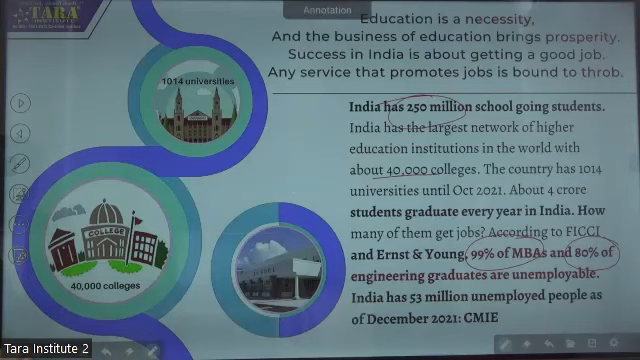 TARA
INSTITUTE
Annotation
Education is a necessity,
And the business of education brings prosperity.
Success in India is about getting a good job.
Any service that promotes jobs is bound to throb.
1014 universities
India has 250 million school going students.
India has the largest network of higher
education institutions in the world with
about 40,000 colleges. The country has 1014
universities until Oct 2021. About 4 crore
students graduate every year in India. How
many of them get jobs? According to FICCI
and Ernst & Young, 99% of MBAs and 80% of
engineering graduates are unemployable.
India has 53 million unemployed people as
of December 2021: CMIE
COLLEGE
40,000 colleges
Tara Institute 2